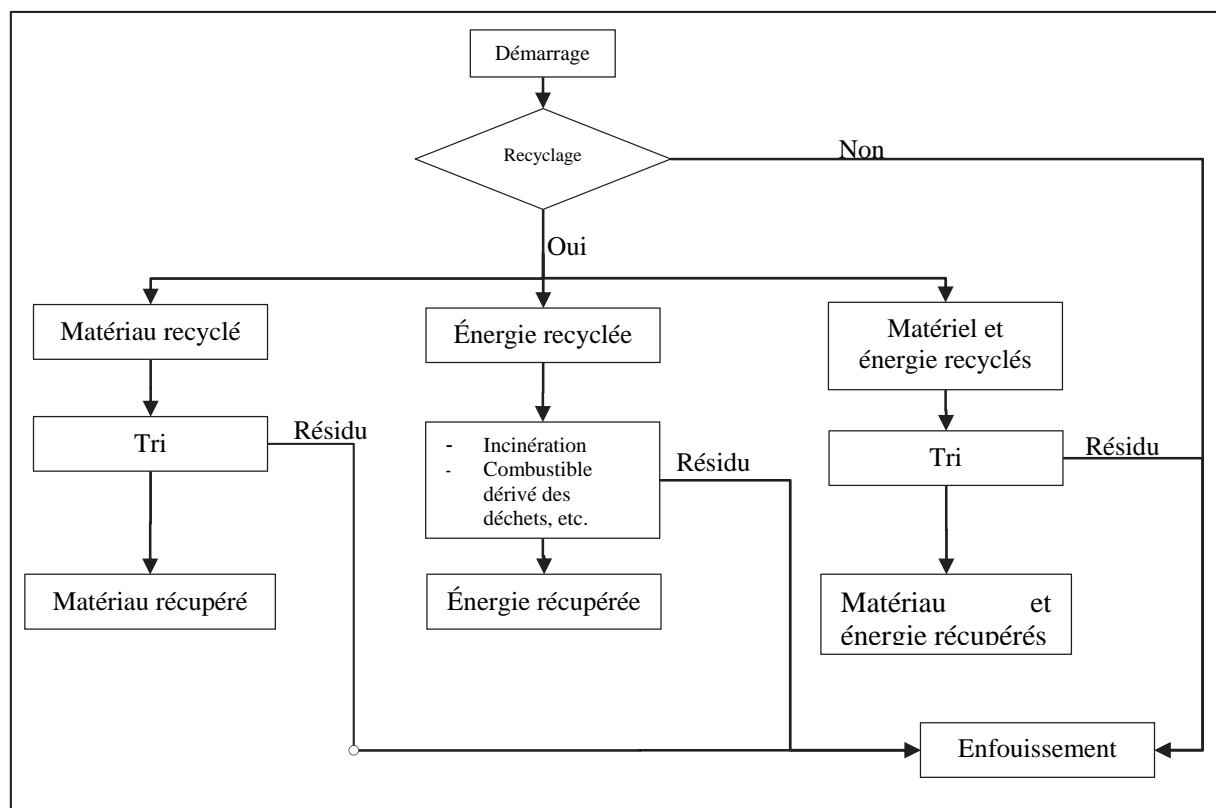 Démarrage
Recyclage
Non
Oui
Matériau recyclé
Énergie recyclée
Matériel et
énergie recyclés
Tri
Résidu
- Incinération
- Combustible
dérivé des
déchets, etc.
Résidu
Tri
Résidu
Matériau récupéré
Énergie récupérée
Matériau et
énergie récupérés
Enfouissement